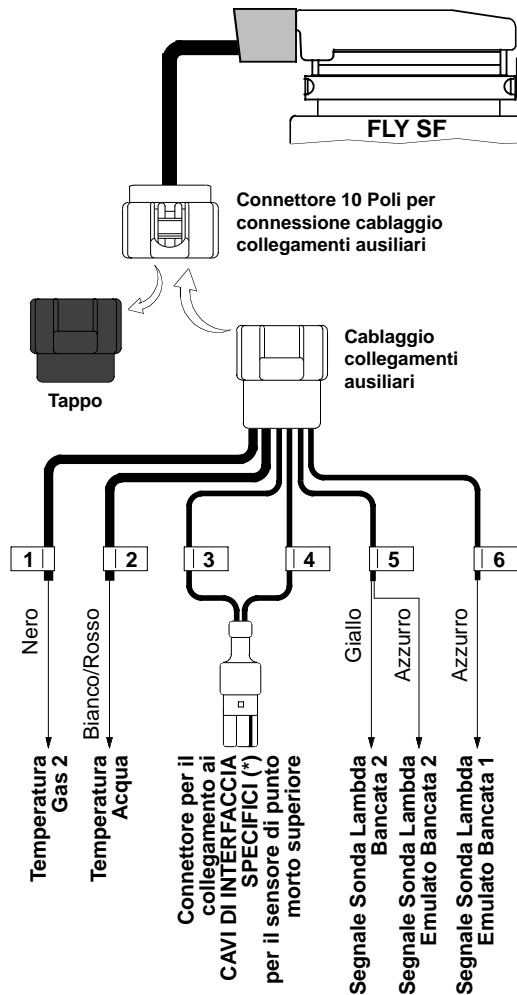 FLY SF
Connettore 10 Poli per
connessione cablaggio
collegamenti ausiliari
Cablaggio
collegamenti
ausiliari
Tappo
1
2
3
4
5
6
Nero
Bianco/Rosso
Giallo
Azzurro
Azzurro
Temperatura
Gas 2
Temperatura
Acqua
Connettore per il
collegamento ai
CAVI DI INTERFACCIA
SPECIFICI (*)
per il sensore di punto
morto superiore
Segnale Sonda Lambda
Bancata 2
Segnale Sonda Lambda
Emulato Bancata 2
Segnale Sonda Lambda
Emulato Bancata 1